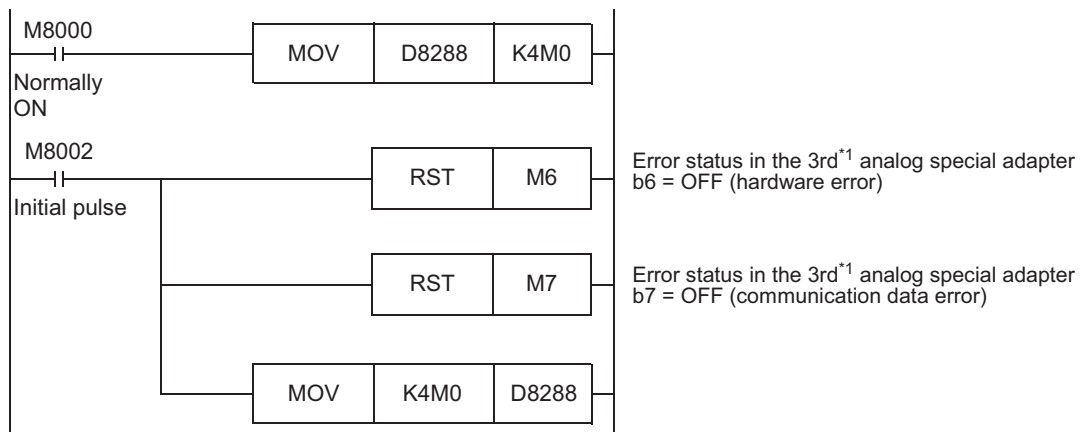 M8000
MOV D8288 K4M0
Normally
ON
M8002
RST M6
Initial pulse
Error status in the 3rd*1 analog special adapter
b6 = OFF (hardware error)
RST M7
Error status in the 3rd*1 analog special adapter
b7 = OFF (communication data error)
MOV K4M0 D8288